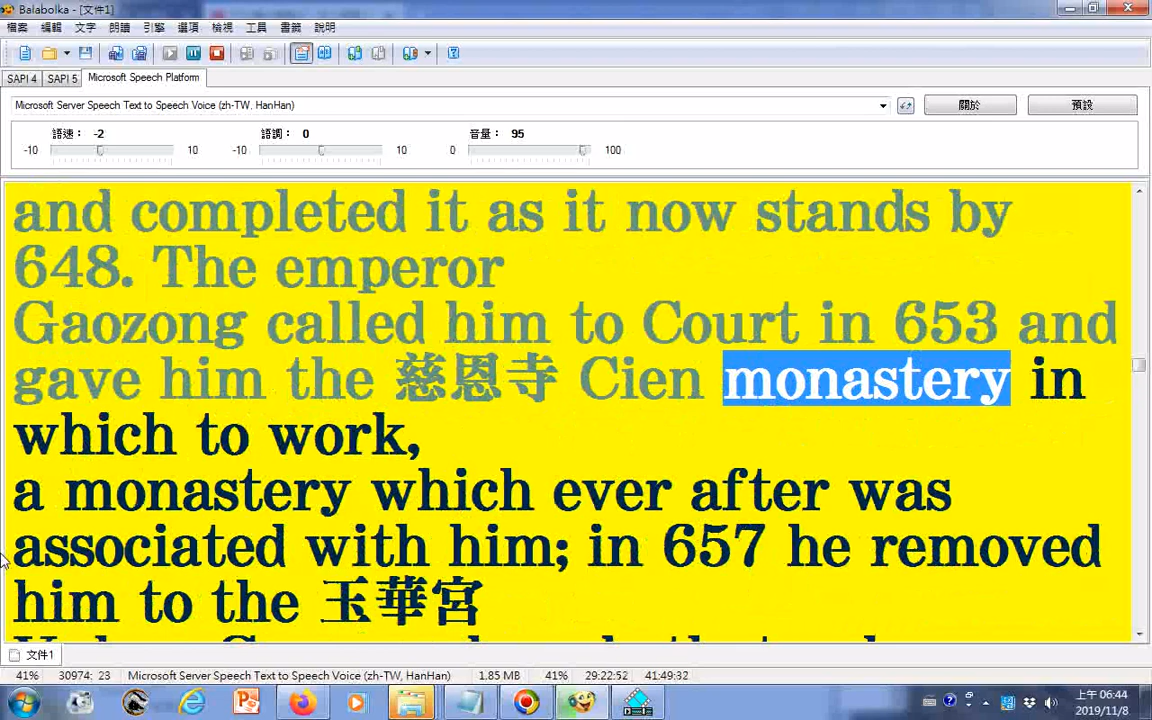 Balabolka - [文件1]
檔案 編輯 文字 朗讀 引擎 選項 檢視 工具 書籤 說明
SAPI 4 SAPI 5 Microsoft Speech Platform
Microsoft Server Speech Text to Speech Voice (zh-TW, HanHan) 關於 預設
語速： -2 語調： 0 音量： 95
-10 10 -10 10 0 100
and completed it as it now stands by
648. The emperor
Gaozong called him to Court in 653 and
gave him the 慈恩寺 Cien monastery in
which to work,
a monastery which ever after was
associated with him; in 657 he removed
him to the 玉華宮
文件1
41% 30974: 23 Microsoft Server Speech Text to Speech Voice (zh-TW, HanHan) 1.85 MB 41% 29:22:52 41:49:32
上午 06:44
2019/11/8